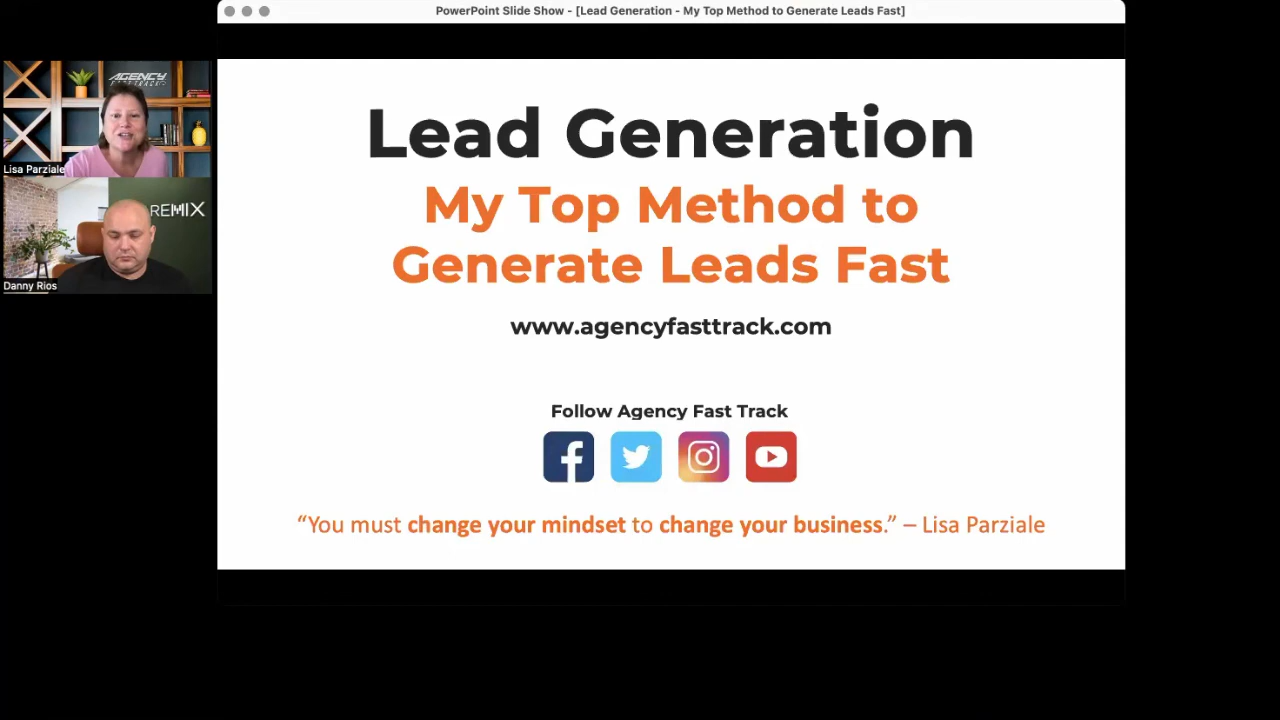 PowerPoint Slide Show - [Lead Generation - My Top Method to Generate Leads Fast]
AGENCY
FAST TRACK
Lisa Parziale
REMIX
Danny Rios
Lead Generation
My Top Method to
Generate Leads Fast
www.agencyfasttrack.com
Follow Agency Fast Track
“You must change your mindset to change your business.” – Lisa Parziale